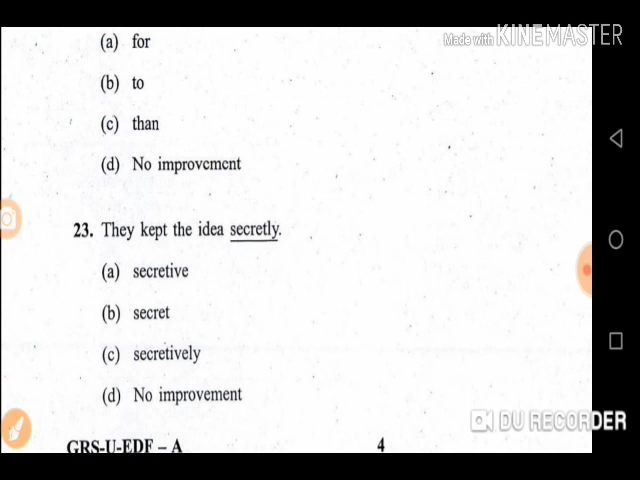 Made with KINEMASTER
(a) for
(b) to
(c) than
(d) No improvement
23. They kept the idea secretly.
(a) secretive
(b) secret
(c) secretively
(d) No improvement
DU RECORDER
GRS-U-EDF – A 4